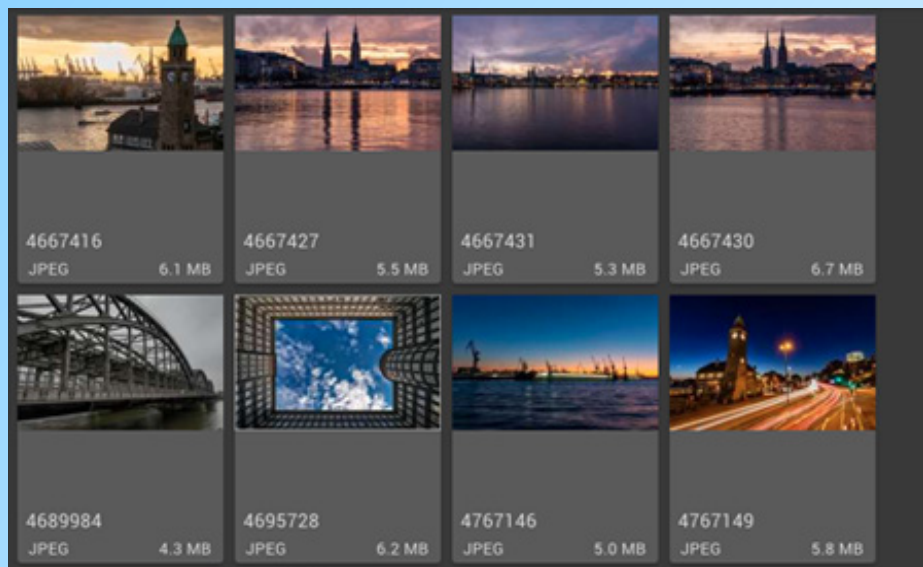 4667416
JPEG 6.1 MB
4667427
JPEG 5.5 MB
4667431
JPEG 5.3 MB
4667430
JPEG 6.7 MB
4689984
JPEG 4.3 MB
4695728
JPEG 6.2 MB
4767146
JPEG 5.0 MB
4767149
JPEG 5.8 MB